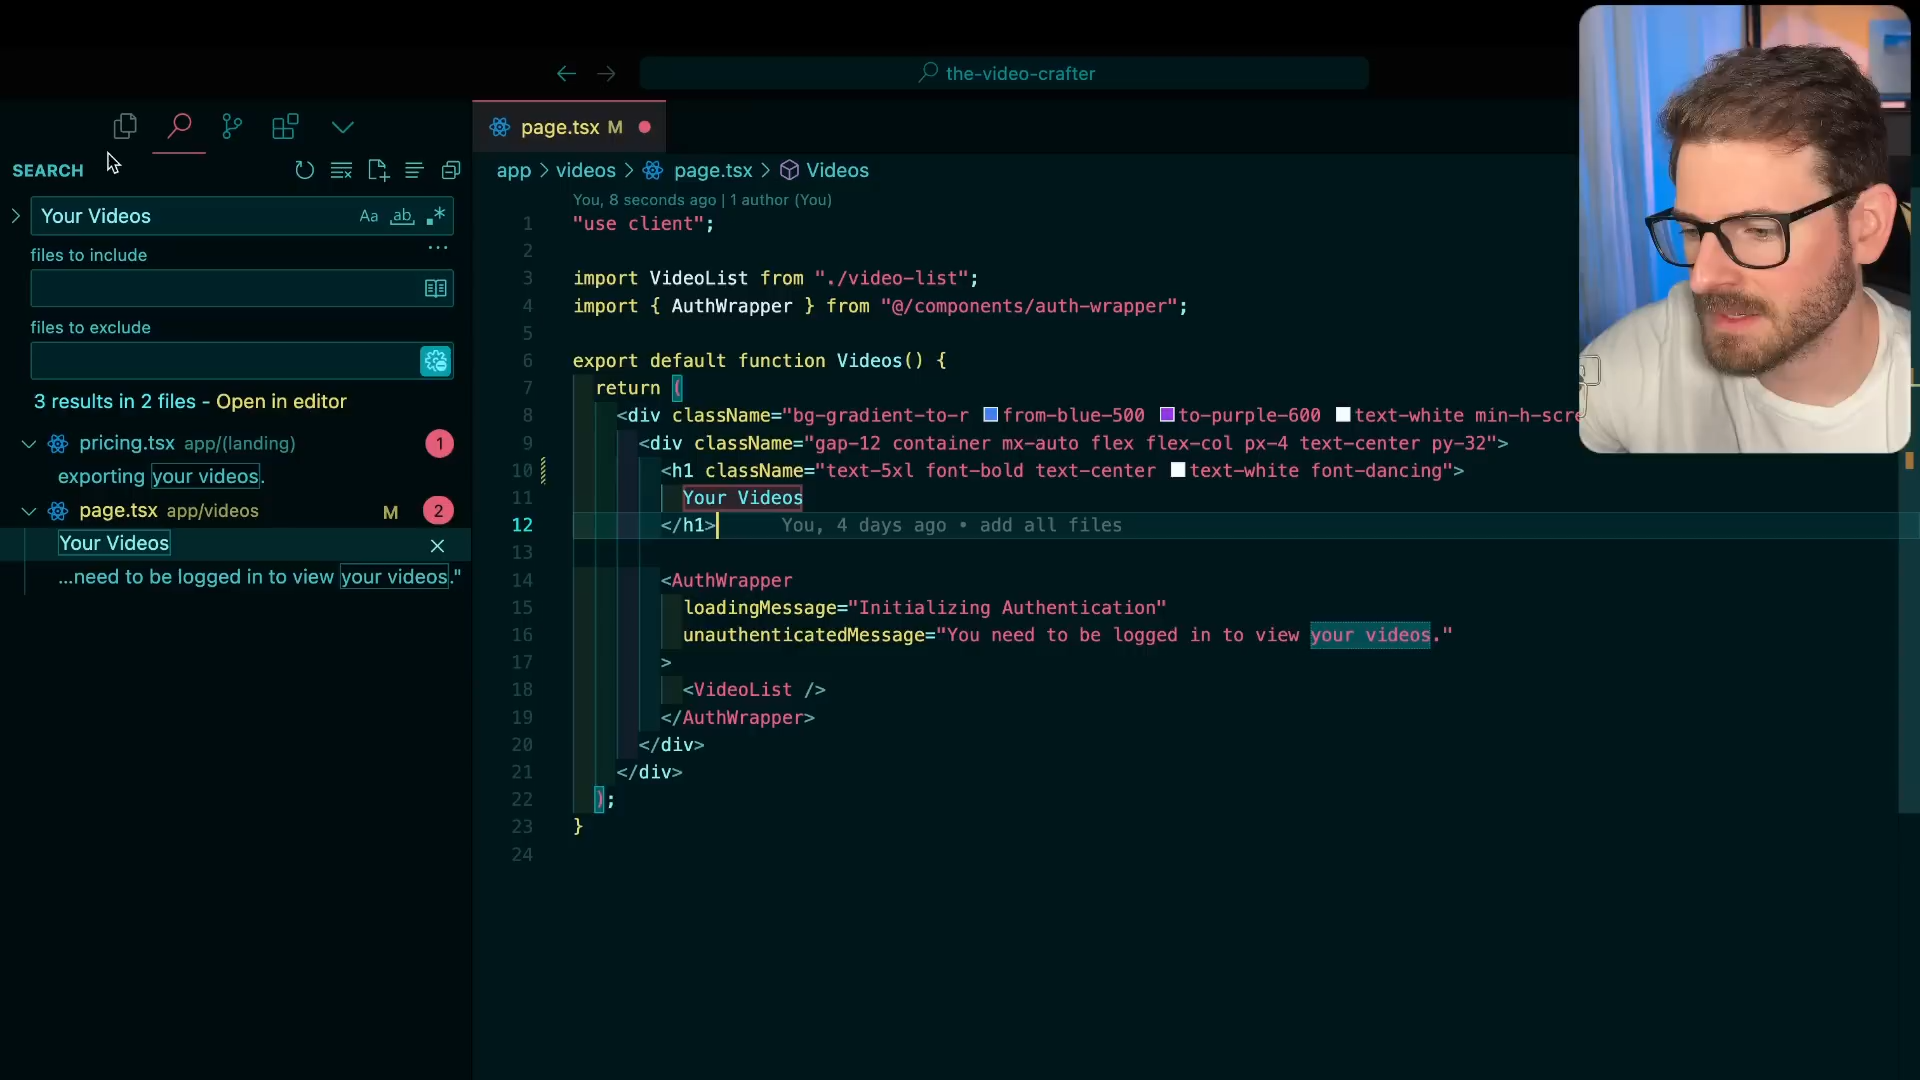 the-video-crafter
SEARCH
Your Videos
Aa
ab
files to include
files to exclude
3 results in 2 files - Open in editor
pricing.tsx app/(landing) 1
exporting your videos.
page.tsx app/videos M 2
Your Videos
...need to be logged in to view your videos."
page.tsx M
app > videos > page.tsx > Videos
You, 8 seconds ago | 1 author (You)
1 "use client";
2
3 import VideoList from "./video-list";
4 import { AuthWrapper } from "@/components/auth-wrapper";
5
6 export default function Videos() {
7 return (
8 <div className="bg-gradient-to-r from-blue-500 to-purple-600 text-white min-h-scre
9 <div className="gap-12 container mx-auto flex flex-col px-4 text-center py-32">
10 <h1 className="text-5xl font-bold text-center text-white font-dancing">
11 Your Videos
12 </h1> You, 4 days ago • add all files
13
14 <AuthWrapper
15 loadingMessage="Initializing Authentication"
16 unauthenticatedMessage="You need to be logged in to view your videos."
17 >
18 <VideoList />
19 </AuthWrapper>
20 </div>
21 </div>
22 );
23 }
24